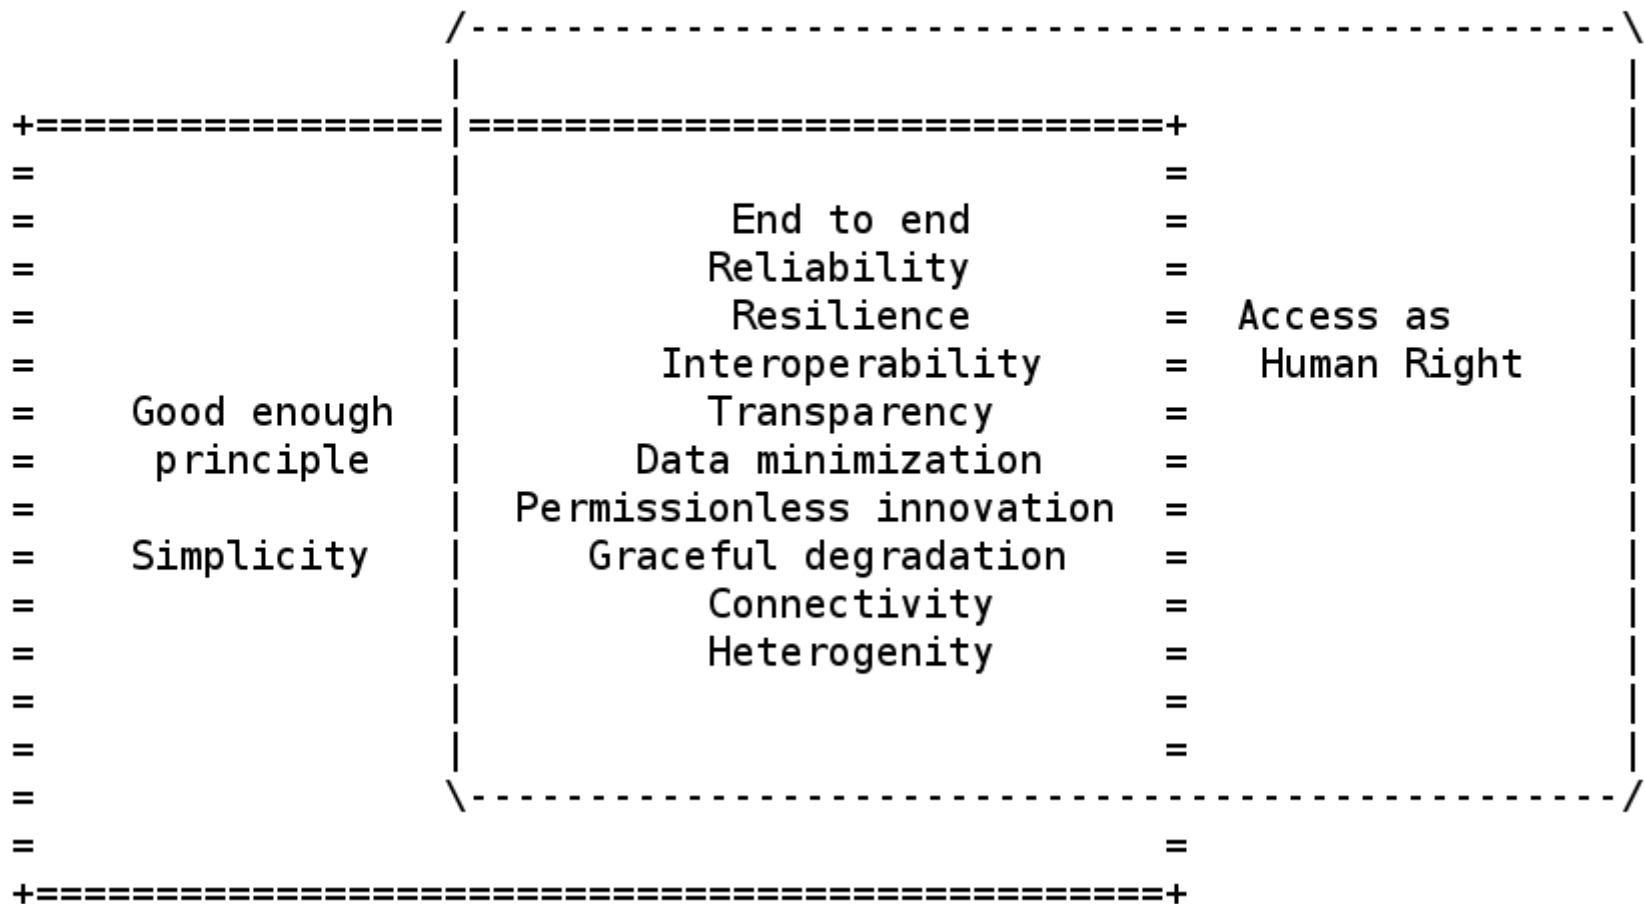 End to end
Reliability
Resilience = Access as
Interoperability = Human Right
Good enough Transparency
principle Data minimization
Permissionless innovation
Simplicity Graceful degradation
Connectivity
Heterogenity